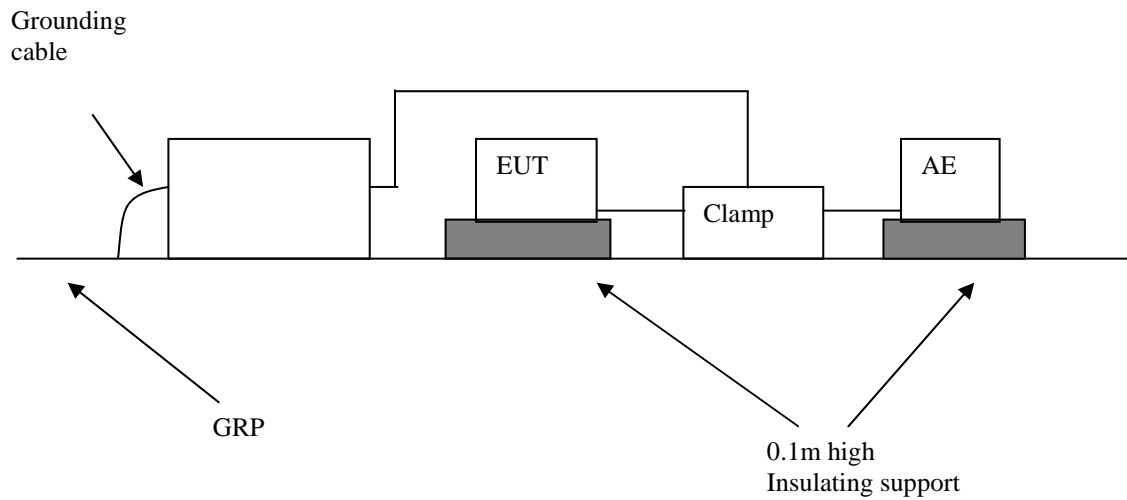 Grounding
cable
EUT
AE
Clamp
GRP
0.1m high
Insulating support